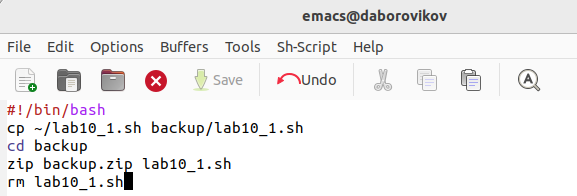 emacs@daborovikov
File Edit Options Buffers Tools Sh-Script Help
Save Undo
#!/bin/bash
cp ~/lab10_1.sh backup/lab10_1.sh
cd backup
zip backup.zip lab10_1.sh
rm lab10_1.sh